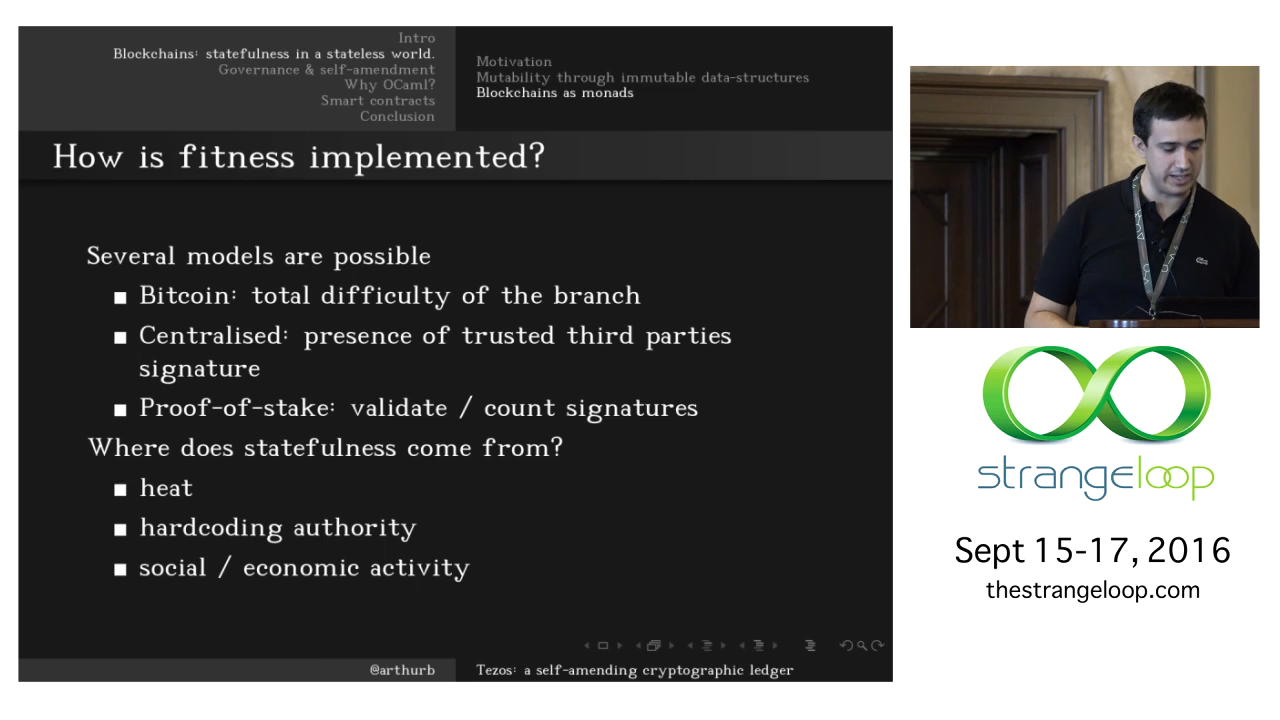 Intro
Blockchains: statefulness in a stateless world.
Governance & self-amendment
Why OCaml?
Smart contracts
Conclusion
Motivation
Mutability through immutable data-structures
Blockchains as monads
How is fitness implemented?
Several models are possible
Bitcoin: total difficulty of the branch
Centralised: presence of trusted third parties
signature
Proof-of-stake: validate / count signatures
Where does statefulness come from?
heat
hardcoding authority
social / economic activity
@arthurb
Tezos: a self-amending cryptographic ledger
strangeloop
Sept 15-17, 2016
thestrangeloop.com